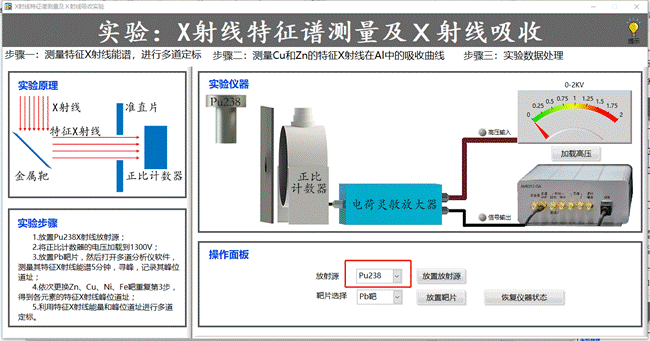 X射线特征谱测量及X射线吸收实验
实验：X射线特征谱测量及X射线吸收
提示
步骤一：测量特征X射线能谱，进行多道定标 步骤二：测量Cu和Zn的特征X射线在Al中的吸收曲线 步骤三：实验数据处理
实验原理
X射线
准直片
特征X射线
金属靶
正比计数器
实验步骤
1.放置Pu238X射线放射源；
2.将正比计数器的电压加载到1300V；
3.放置Pb靶片，然后打开多道分析仪软件，
测量其特征X射线能谱5分钟，寻峰，记录其峰位
道址；
4.依次更换Zn、Cu、Ni、Fe靶重复第3步，
得到各元素的特征X射线峰位道址；
5.利用特征X射线能量和峰位道址进行多道
定标。
实验仪器
Pu238
正比
计数器
电荷灵敏放大器
高压输入
信号输出
0-2KV
0 0.25 0.5 0.75 1 1.25 1.5 1.75 2
加载高压
操作面板
放射源 Pu238 放置放射源
靶片选择 Pb靶 放置靶片 恢复仪器状态